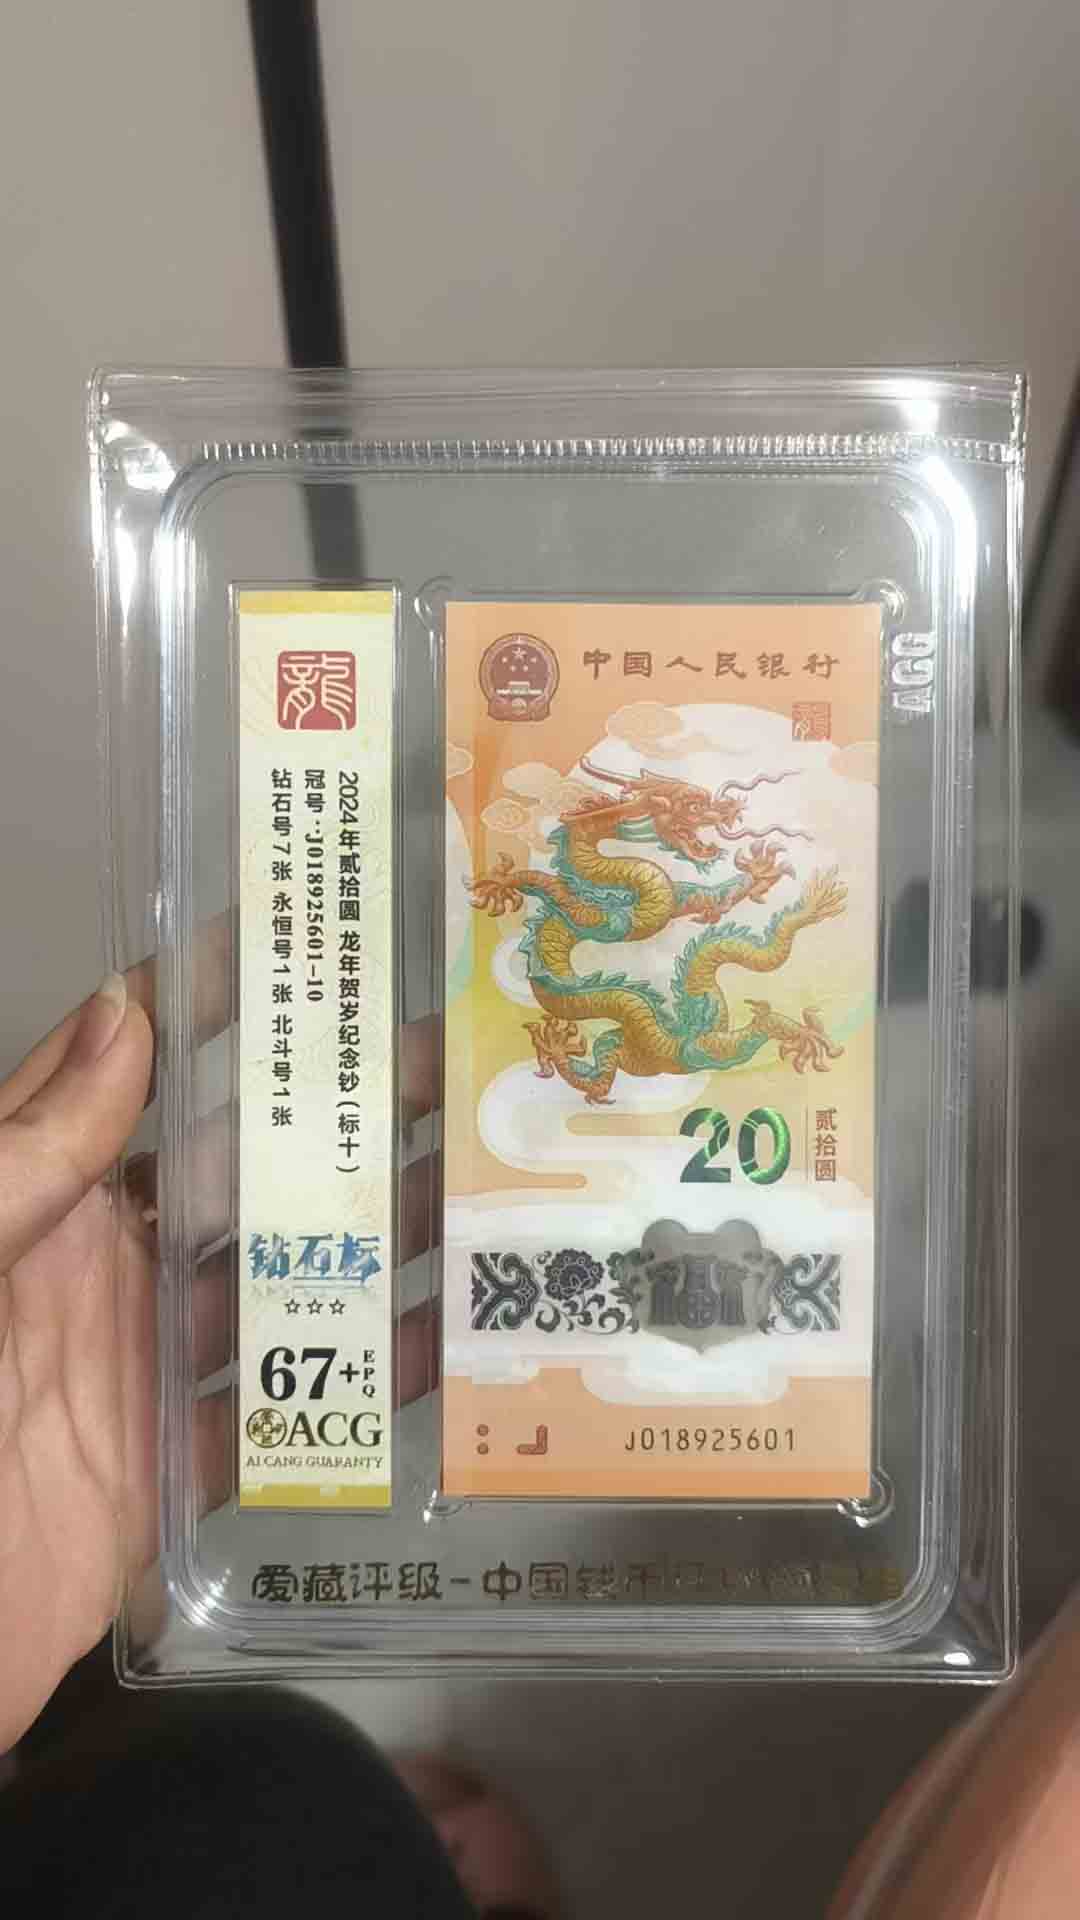 龍
2024年贰拾圆 龙年贺岁纪念钞(标十)
冠号:J018925601-10
钻石号7张 永恒号1张 北斗号1张
钻石标
☆☆☆
67+
EPQ
ACG
AI CANG GUARANTY
中国人民银行
龍
20
贰拾圆
J018925601
ACG
爱藏评级-中国钱币